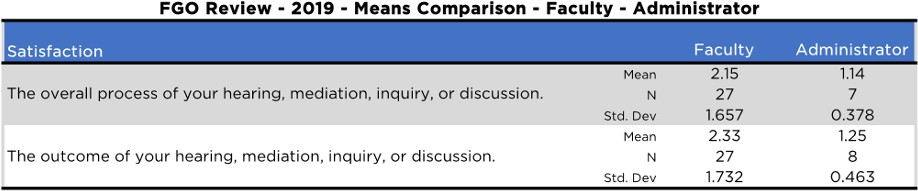 FGO Review - 2019 - Means Comparison - Faculty - Administrator
Satisfaction Faculty Administrator
Mean 2.15 1.14
The overall process of your hearing, mediation, inquiry, or discussion. N 27 7
Std. Dev 1.657 0.378
Mean 2.33 1.25
The outcome of your hearing, mediation, inquiry, or discussion. N 27 8
Std. Dev 1.732 0.463